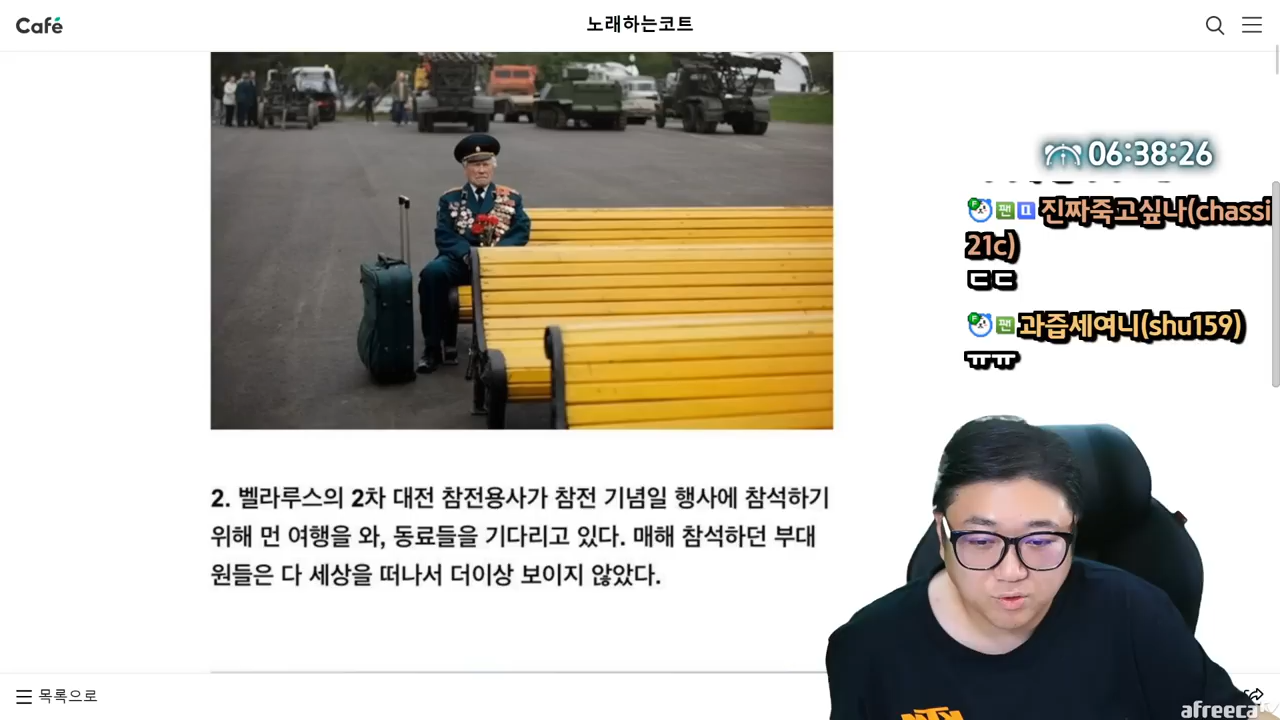 Café
노래하는코트
06:38:26
진짜죽고싶나(chassi
21c)
ㄷㄷ
과즙세여니(shu159)
ㅠㅠ
2. 벨라루스의 2차 대전 참전용사가 참전 기념일 행사에 참석하기
위해 먼 여행을 와, 동료들을 기다리고 있다. 매해 참석하던 부대
원들은 다 세상을 떠나서 더이상 보이지 않았다.
목록으로
afreeca